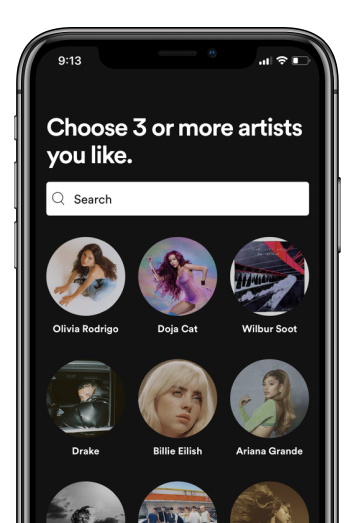 9:13
Choose 3 or more artists
you like.
Search
Olivia Rodrigo
Doja Cat
Wilbur Soot
Drake
Billie Eilish
Ariana Grande